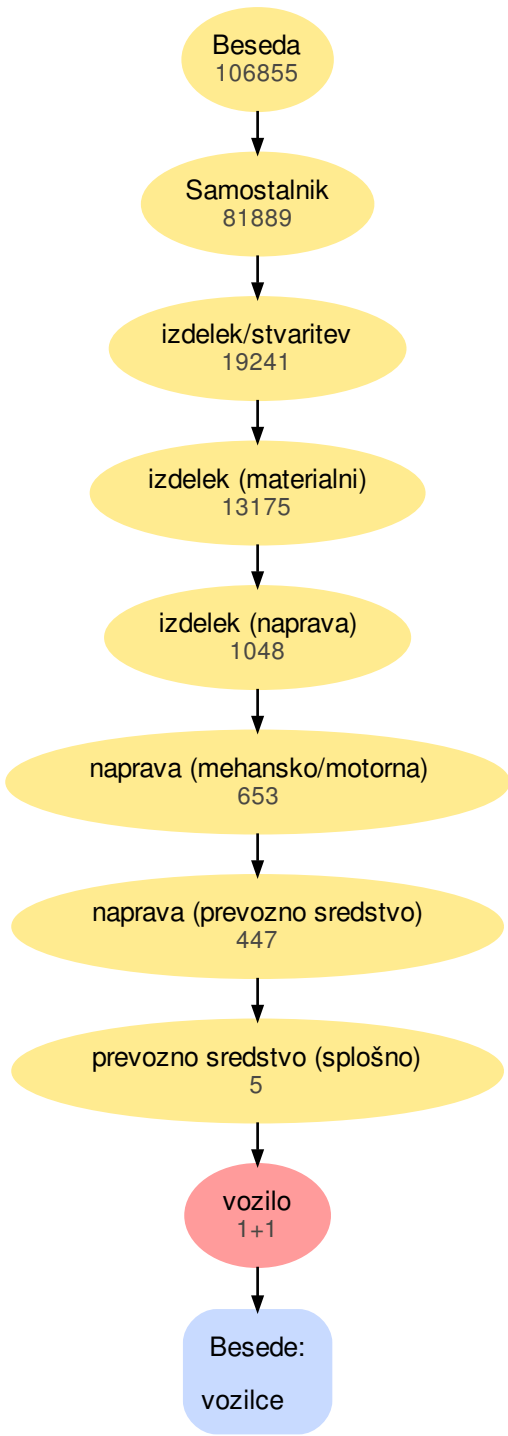 Beseda
106855
Samostalnik
81889
izdelek/stvaritev
19241
izdelek (materialni)
13175
izdelek (naprava)
1048
naprava (mehansko/motorna)
653
naprava (prevozno sredstvo)
447
prevozno sredstvo (splošno)
5
vozilo
1+1
Besede:
vozilce